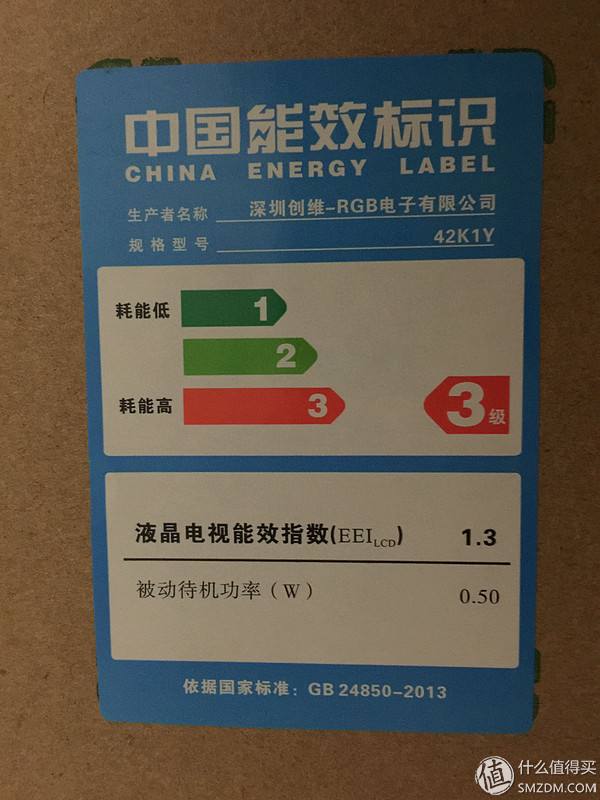 中国能效标识
CHINA ENERGY LABEL
生产者名称 深圳创维-RGB电子有限公司
规格型号 42K1Y
耗能低 1
2
耗能高 3 3级
液晶电视能效指数(EEILCD) 1.3
被动待机功率(W) 0.50
依据国家标准：GB 24850-2013
值 什么值得买
SMZDM.COM